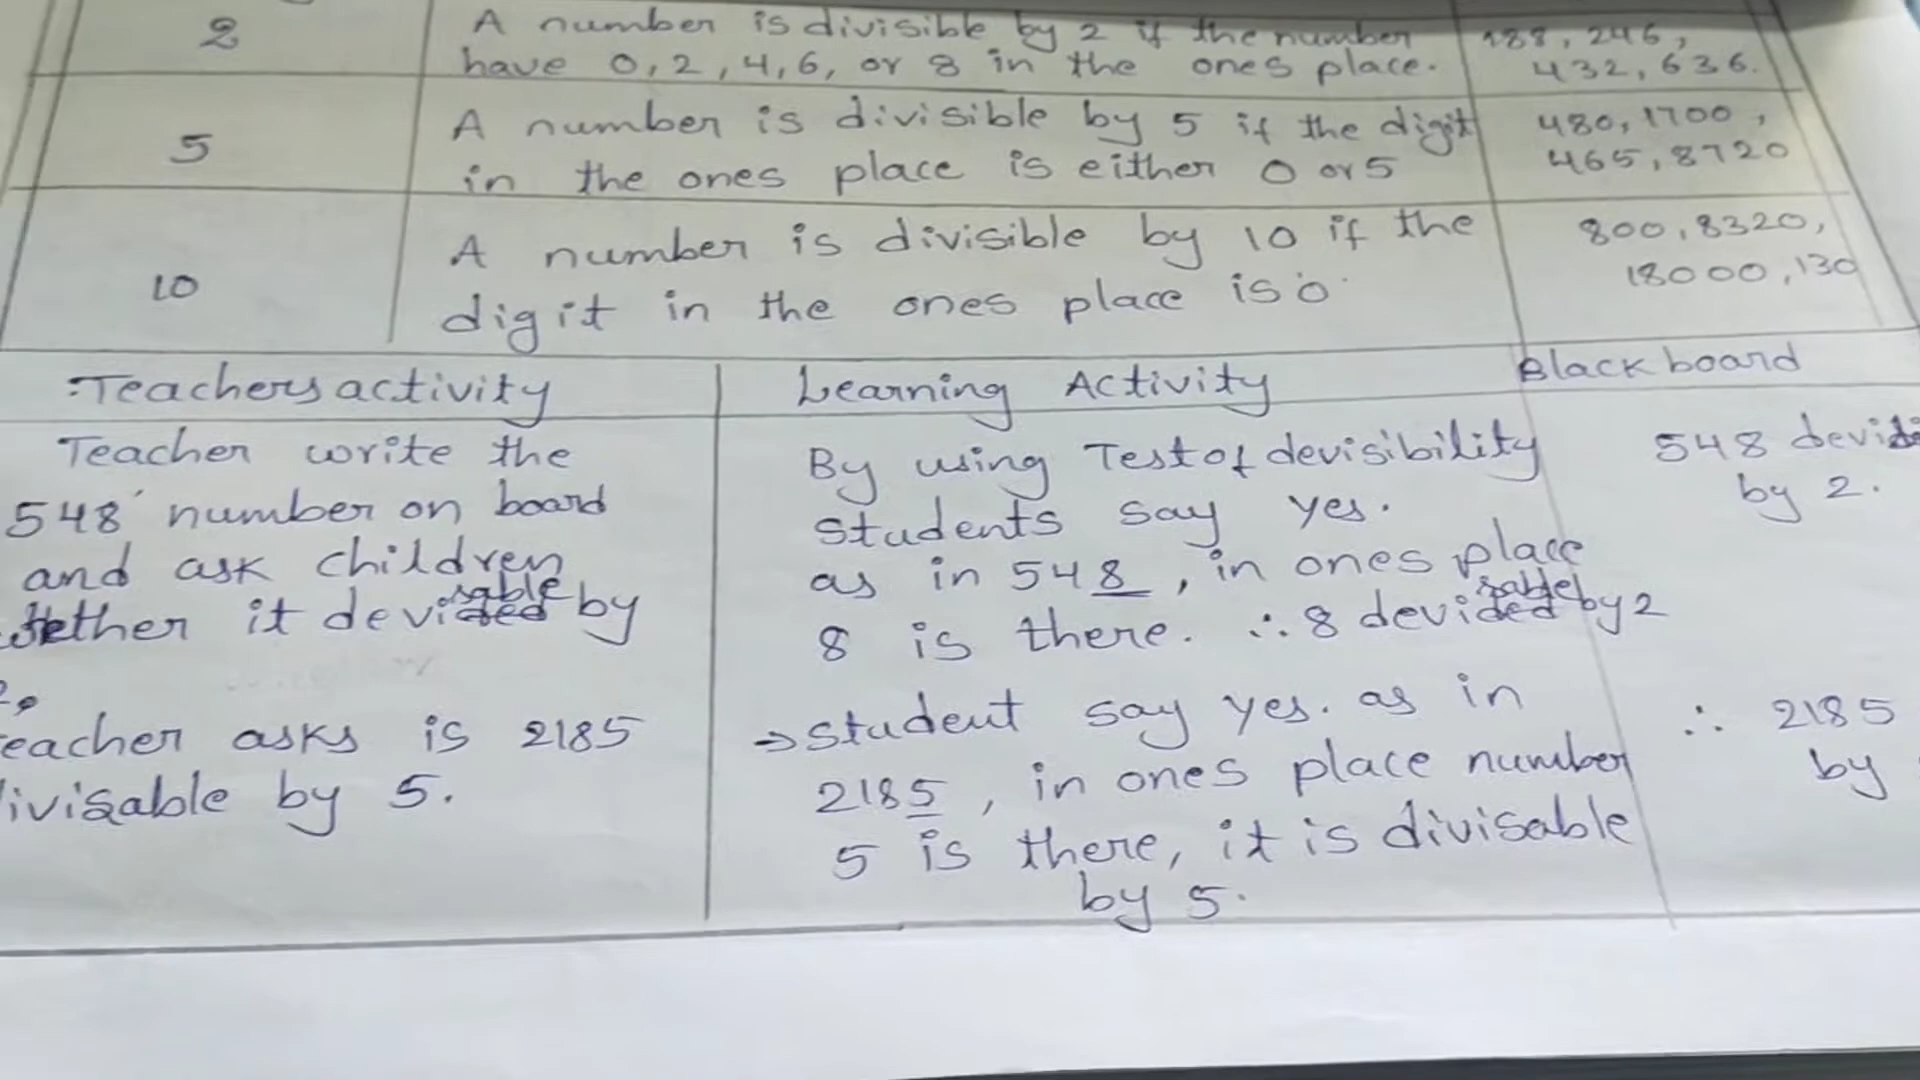 2
A number is divisible by 2 if the number
have 0, 2, 4, 6, or 8 in the ones place.
188, 246,
432, 636.
5
A number is divisible by 5 if the digit
in the ones place is either 0 or 5
480, 1700,
465, 8720
10
A number is divisible by 10 if the
digit in the ones place is 0
800, 8320,
18000, 130
Teachers activity
Teacher write the
548 number on board
and ask children
it devisable by
2,
eacher asks is 2185
ivisable by 5.
Learning Activity
By using Test of devisibility
students say yes.
as in 548, in ones place
8 is there. ∴ 8 devisable by 2
→ student say yes. as in
2185, in ones place number
5 is there, it is divisable
by 5.
Black board
548 devid
by 2.
∴ 2185
by